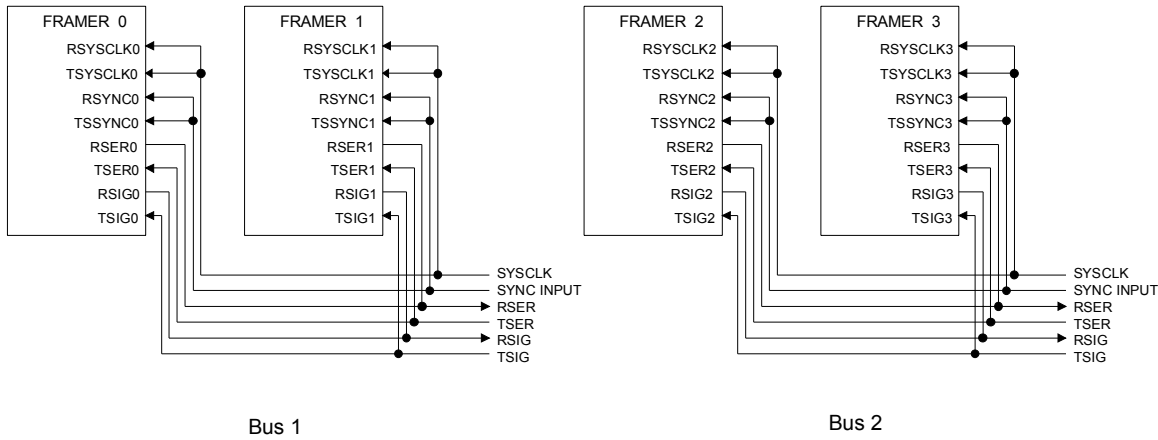 FRAMER 0
RSYSCLK0
TSYSCLK0
RSYNC0
TSSYNC0
RSER0
TSER0
RSIG0
TSIG0
FRAMER 1
RSYSCLK1
TSYSCLK1
RSYNC1
TSSYNC1
RSER1
TSER1
RSIG1
TSIG1
SYSCLK
SYNC INPUT
RSER
TSER
RSIG
TSIG
Bus 1
FRAMER 2
RSYSCLK2
TSYSCLK2
RSYNC2
TSSYNC2
RSER2
TSER2
RSIG2
TSIG2
FRAMER 3
RSYSCLK3
TSYSCLK3
RSYNC3
TSSYNC3
RSER3
TSER3
RSIG3
TSIG3
SYSCLK
SYNC INPUT
RSER
TSER
RSIG
TSIG
Bus 2